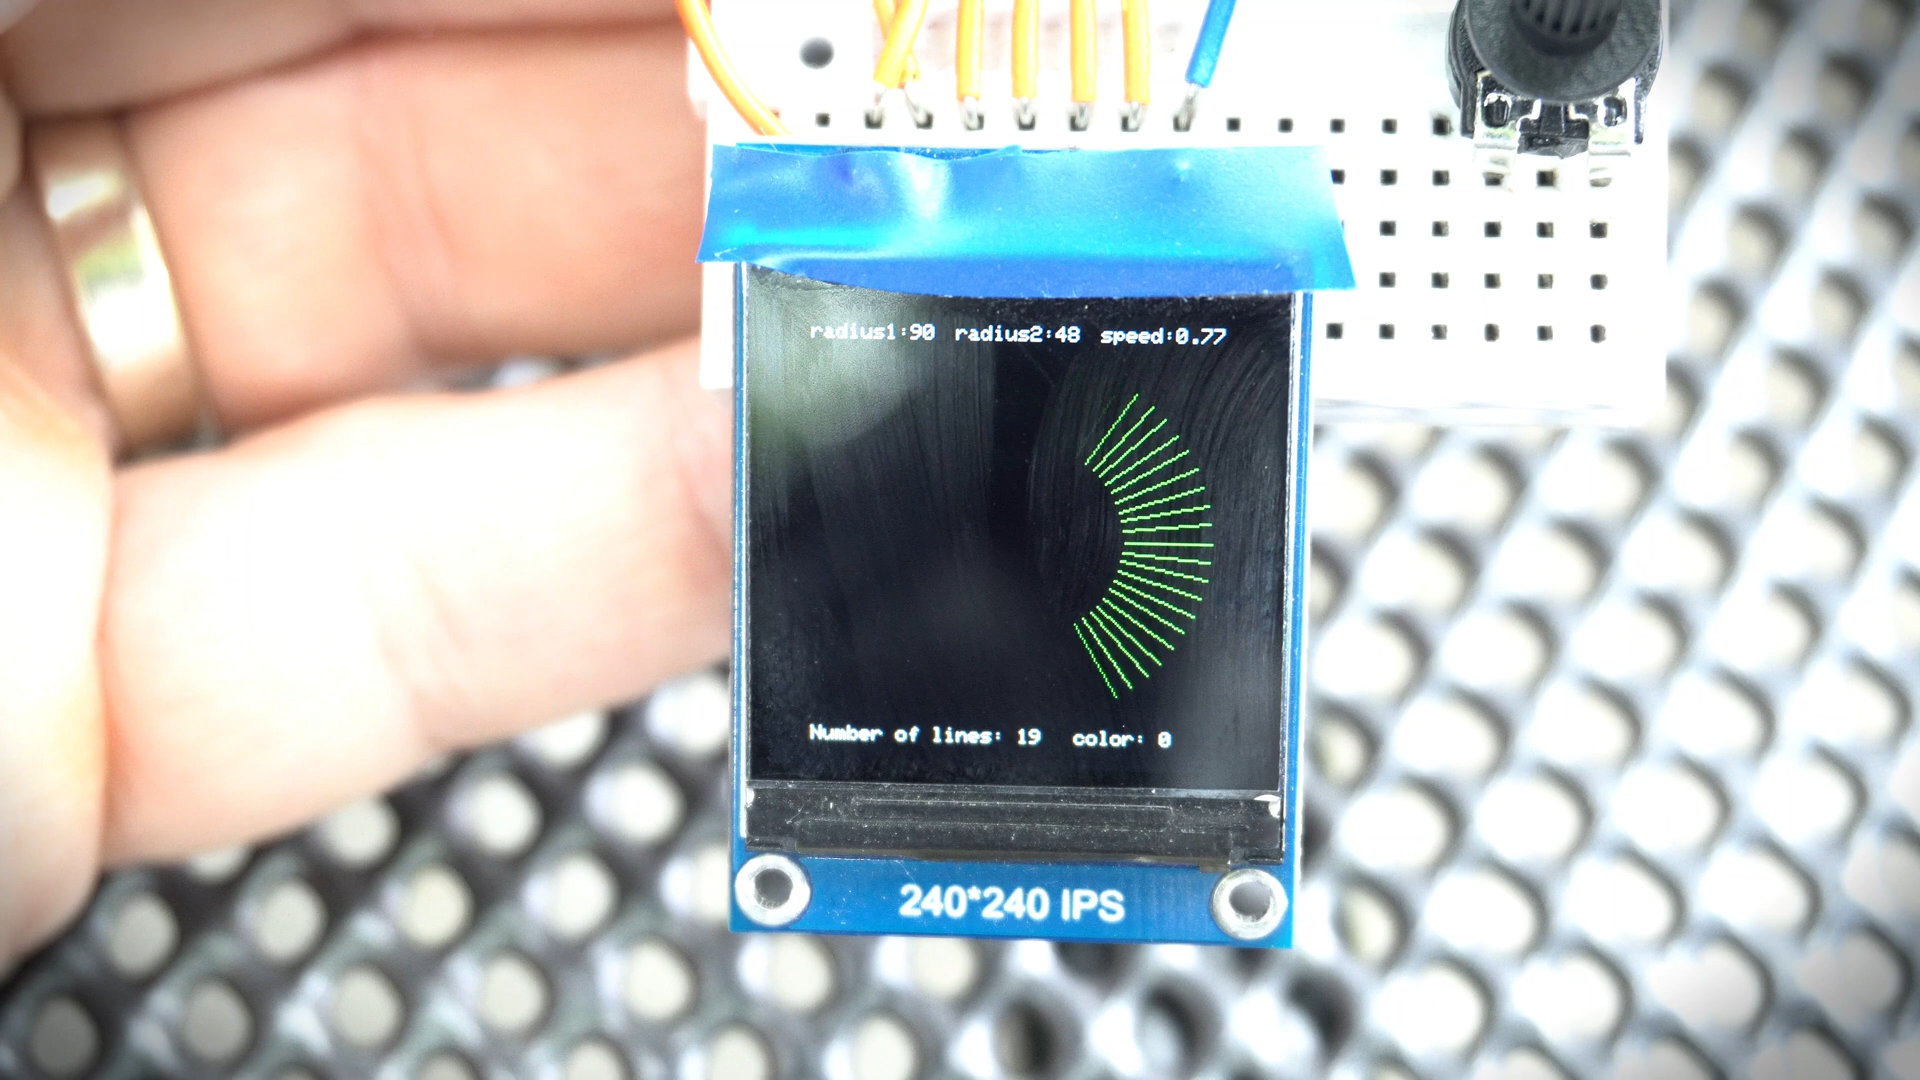 radius1:90 radius2:48 speed:0.77
Number of lines: 19 color: 0
240*240 IPS